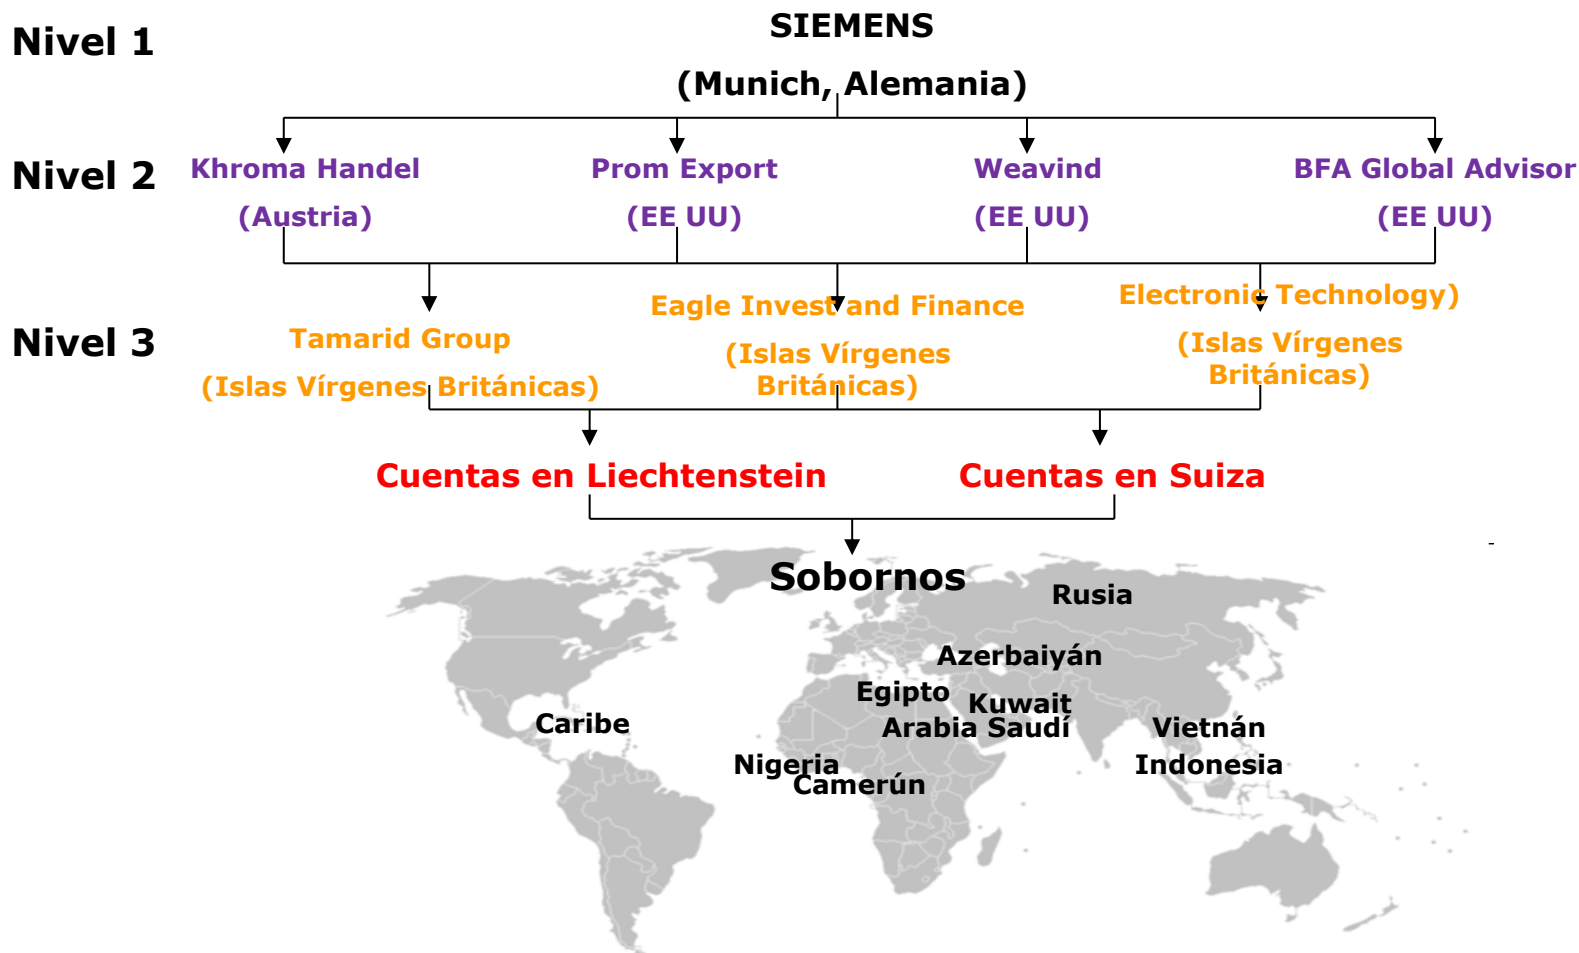 Nivel 1
SIEMENS
(Munich, Alemania)
Nivel 2
Khroma Handel
(Austria)
Prom Export
(EE UU)
Weavind
(EE UU)
BFA Global Advisor
(EE UU)
Nivel 3
Tamarid Group
(Islas Vírgenes Británicas)
Eagle Invest and Finance
(Islas Vírgenes
Británicas)
Electronic Technology)
(Islas Vírgenes
Británicas)
Cuentas en Liechtenstein
Cuentas en Suiza
Sobornos
Rusia
Azerbaiyán
Egipto
Kuwait
Caribe
Arabia Saudí
Vietnán
Nigeria
Indonesia
Camerún